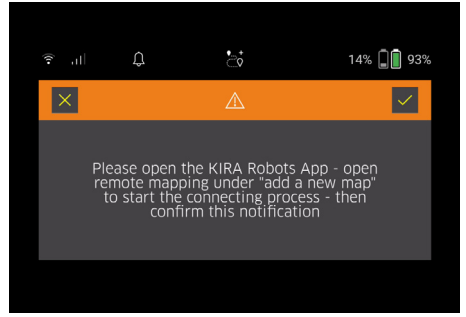 14% 93%
Please open the KIRA Robots App - open
remote mapping under "add a new map"
to start the connecting process - then
confirm this notification